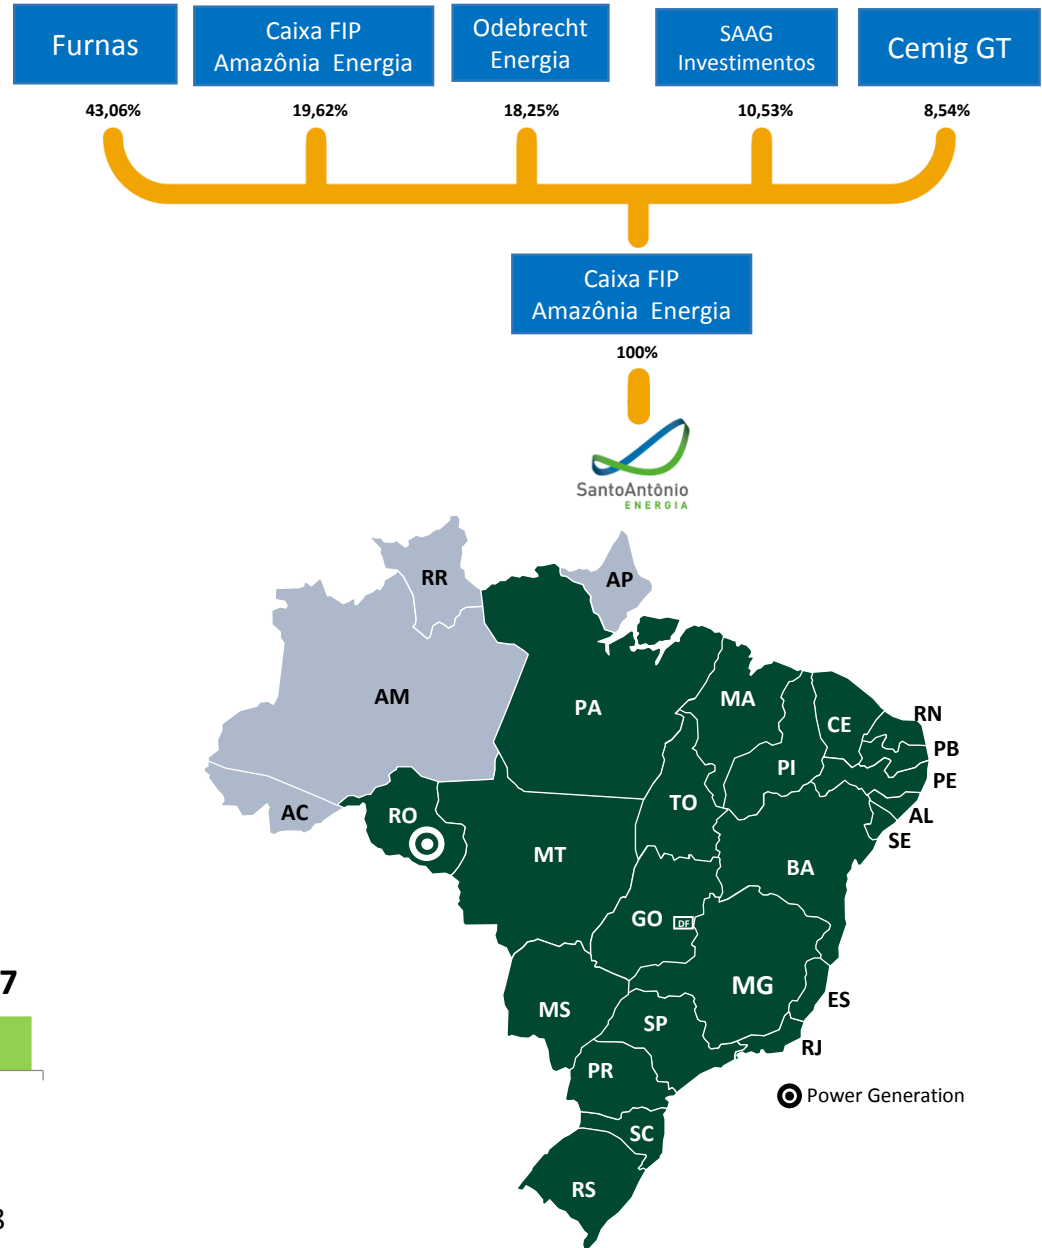 Furnas
Caixa FIP
Amazônia Energia
Odebrecht
Energia
SAAG
Investimentos
Cemig GT
43,06%
19,62%
18,25%
10,53%
8,54%
Caixa FIP
Amazônia Energia
100%
SantoAntônio
ENERGIA
RR
AP
AM
PA
MA
CE
RN
PB
PI
PE
AC
RO
TO
AL
SE
MT
BA
GO
DF
MG
ES
MS
SP
RJ
PR
SC
RS
7
Power Generation
3